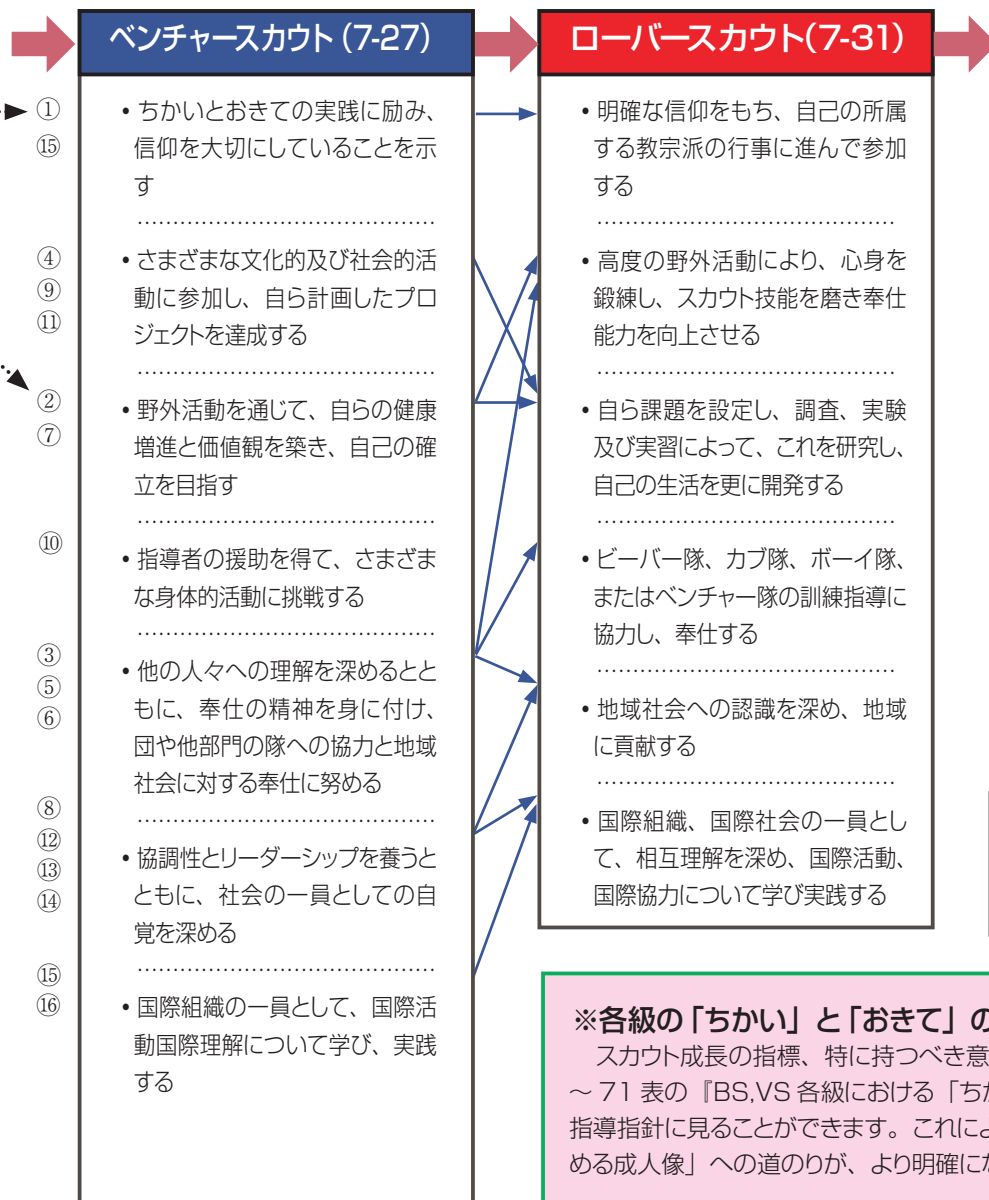 ベンチャースカウト (7-27)
①
⑮
④
⑨
⑪
②
⑦
⑩
③
⑤
⑥
⑧
⑫
⑬
⑭
⑮
⑯
• ちかいとおきての実践に励み、
信仰を大切にしていることを示
す
……………………………………
• さまざまな文化的及び社会的活
動に参加し、自ら計画したプロ
ジェクトを達成する
……………………………………
• 野外活動を通じて、自らの健康
増進と価値観を築き、自己の確
立を目指す
……………………………………
• 指導者の援助を得て、さまざま
な身体的活動に挑戦する
……………………………………
• 他の人々への理解を深めるとと
もに、奉仕の精神を身に付け、
団や他部門の隊への協力と地域
社会に対する奉仕に努める
……………………………………
• 協調性とリーダーシップを養うと
ともに、社会の一員としての自
覚を深める
……………………………………
• 国際組織の一員として、国際活
動国際理解について学び、実践
する
ローバースカウト(7-31)
• 明確な信仰をもち、自己の所属
する教宗派の行事に進んで参加
する
……………………………………
• 高度の野外活動により、心身を
鍛練し、スカウト技能を磨き奉仕
能力を向上させる
……………………………………
• 自ら課題を設定し、調査、実験
及び実習によって、これを研究し、
自己の生活を更に開発する
……………………………………
• ビーバー隊、カブ隊、ボーイ隊、
またはベンチャー隊の訓練指導に
協力し、奉仕する
……………………………………
• 地域社会への認識を深め、地域
に貢献する
……………………………………
• 国際組織、国際社会の一員とし
て、相互理解を深め、国際活動、
国際協力について学び実践する
※各級の「ちかい」と「おきて」の
スカウト成長の指標、特に持つべき意
～ 71 表の『BS,VS 各級における「ちか
指導指針に見ることができます。これによ
める成人像」への道のりが、より明確にな